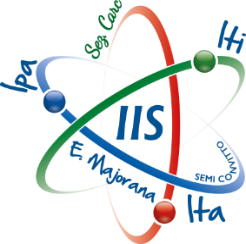 Sez. Carc
Iti
Ipa
IIS
E. Majorana
SEMI CONVITTO
Ita